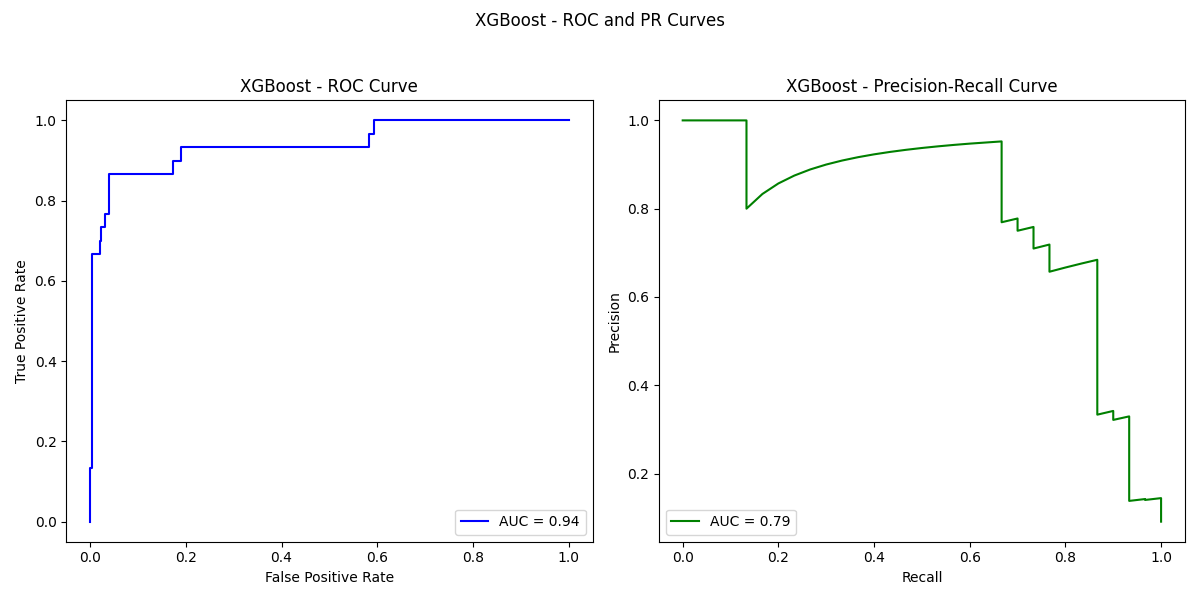 XGBoost - ROC and PR Curves
XGBoost - ROC Curve
True Positive Rate
1.0
0.8
0.6
0.4
0.2
0.0
AUC = 0.94
0.0 0.2 0.4 0.6 0.8 1.0
False Positive Rate
XGBoost - Precision-Recall Curve
Precision
1.0
0.8
0.6
0.4
0.2
AUC = 0.79
0.0 0.2 0.4 0.6 0.8 1.0
Recall